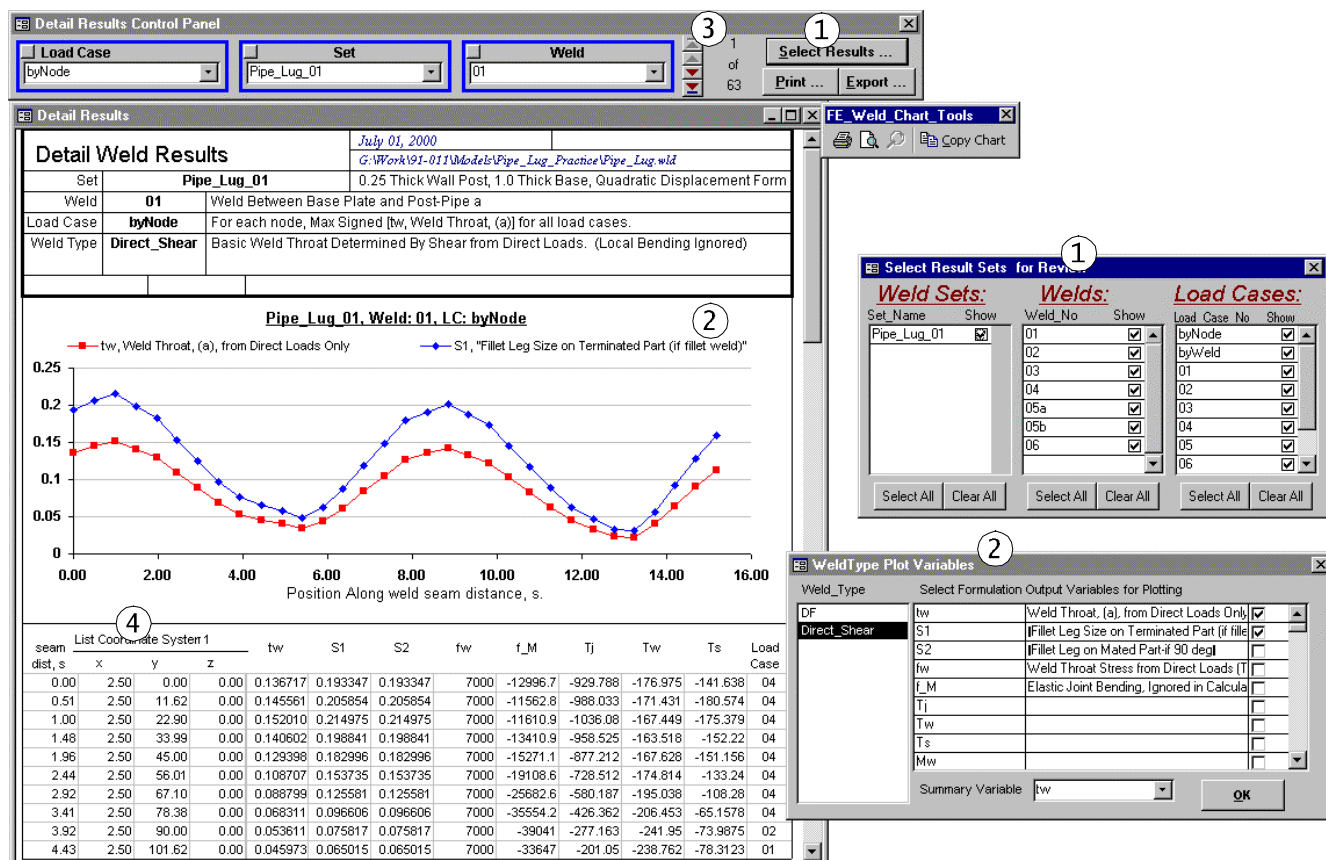 Detail Results Control Panel
Load Case
Set
Weld
byNode
Pipe_Lug_01
01
3
1
of
63
1
Select Results ...
Print ...
Export ...
Detail Results
FE_Weld_Chart_Tools
Copy Chart
Detail Weld Results
July 01, 2000
G:\Work\91-011\Models\Pipe_Lug_Practice\Pipe_Lug.wld
Set Pipe_Lug_01 0.25 Thick Wall Post, 1.0 Thick Base, Quadratic Displacement Form
Weld 01 Weld Between Base Plate and Post-Pipe a
Load Case byNode For each node, Max Signed [tw, Weld Throat, (a)] for all load cases.
Weld Type Direct_Shear Basic Weld Throat Determined By Shear from Direct Loads. (Local Bending Ignored)
Pipe_Lug_01, Weld: 01, LC: byNode
2
tw, Weld Throat, (a), from Direct Loads Only
S1, "Fillet Leg Size on Terminated Part (if fillet weld)"
0.25
0.2
0.15
0.1
0.05
0
0.00 2.00 4.00 6.00 8.00 10.00 12.00 14.00 16.00
Position Along weld seam distance, s.
4
List Coordinate System 1
seam dist, s x y z tw S1 S2 fw f_M Tj Tw Ts Load Case
0.00 2.50 0.00 0.00 0.136717 0.193347 0.193347 7000 -12996.7 -929.788 -176.975 -141.638 04
0.51 2.50 11.62 0.00 0.145561 0.205854 0.205854 7000 -11562.8 -988.033 -171.431 -180.574 04
1.00 2.50 22.90 0.00 0.152010 0.214975 0.214975 7000 -11610.9 -1036.08 -167.449 -175.379 04
1.48 2.50 33.99 0.00 0.140602 0.198841 0.198841 7000 -13410.9 -958.525 -163.518 -152.22 04
1.96 2.50 45.00 0.00 0.129398 0.182996 0.182996 7000 -15271.1 -877.212 -167.628 -151.156 04
2.44 2.50 56.01 0.00 0.108707 0.153735 0.153735 7000 -19108.6 -728.512 -174.814 -133.24 04
2.92 2.50 67.10 0.00 0.088799 0.125581 0.125581 7000 -25682.6 -580.187 -195.038 -108.28 04
3.41 2.50 78.38 0.00 0.068311 0.096606 0.096606 7000 -35554.2 -426.362 -206.453 -65.1578 04
3.92 2.50 90.00 0.00 0.053611 0.075817 0.075817 7000 -39041 -277.163 -241.95 -73.9875 02
4.43 2.50 101.62 0.00 0.045973 0.065015 0.065015 7000 -33647 -201.05 -238.762 -78.3123 01
1
Select Result Sets for Review
Weld Sets:
Set_Name Show
Pipe_Lug_01
Select All Clear All
Welds:
Weld_No Show
01
02
03
04
05a
05b
06
Select All Clear All
Load Cases:
Load_Case_No Show
byNode
byWeld
01
02
03
04
05
06
Select All Clear All
2
WeldType Plot Variables
Weld_Type
DF
Direct_Shear
Select Formulation Output Variables for Plotting
tw Weld Throat, (a), from Direct Loads Only
S1 Fillet Leg Size on Terminated Part (if fille
S2 Fillet Leg on Mated Part-if 90 deg
fw Weld Throat Stress from Direct Loads (T
f_M Elastic Joint Bending, Ignored in Calcula
Tj
Tw
Ts
Mw
Summary Variable tw
OK